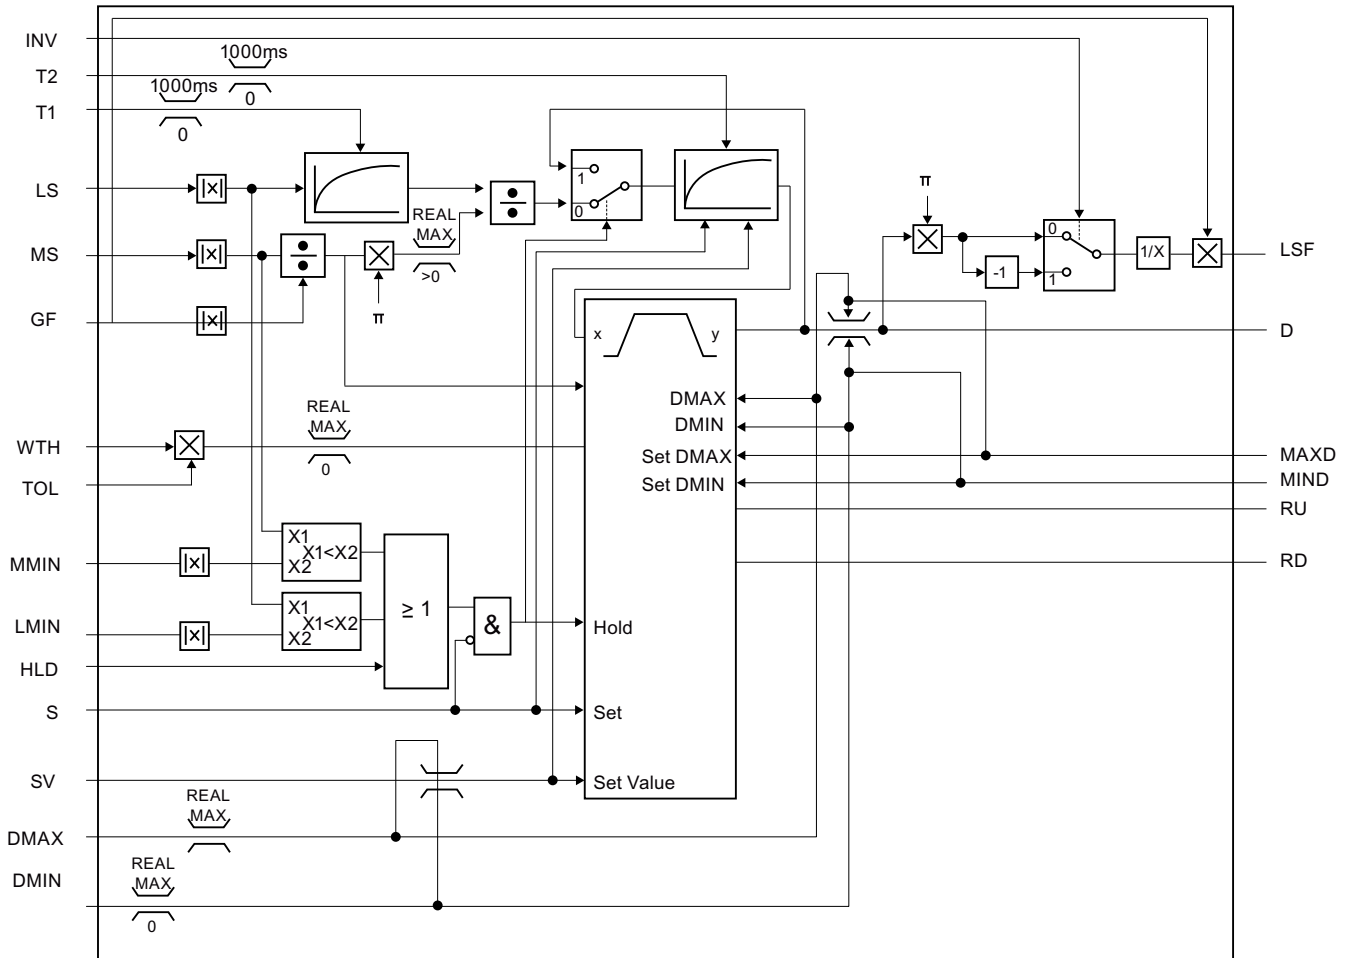 INV
1000ms
T2
1000ms
0
T1
0
LS
|x|
REAL
MAX
>0
÷
1
0
π
MS
|x|
÷
π
0
1
-1
1/X
LSF
GF
|x|
x
y
D
REAL
MAX
0
WTH
TOL
DMAX
DMIN
Set DMAX
Set DMIN
MAXD
MIND
RU
RD
X1
X1<X2
X2
MMIN
|x|
X1
X1<X2
X2
LMIN
|x|
≥ 1
&
Hold
HLD
S
Set
SV
Set Value
REAL
MAX
DMAX
REAL
MAX
DMIN
0